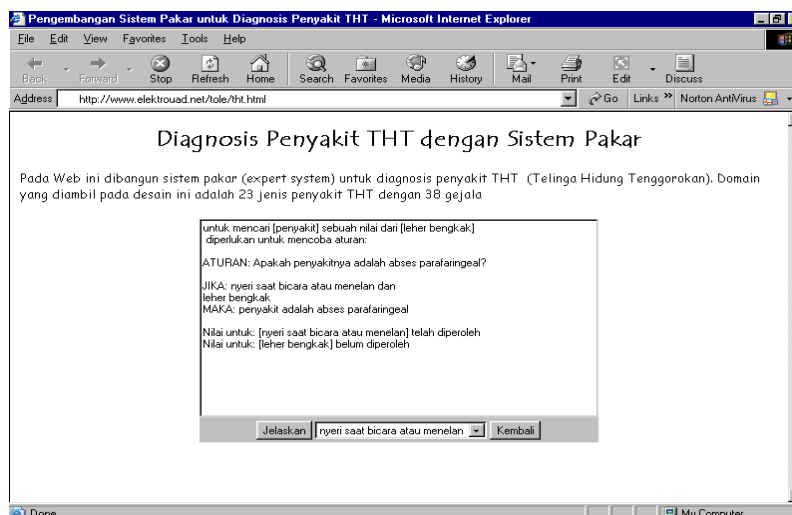 Pengembangan Sistem Pakar untuk Diagnosis Penyakit THT - Microsoft Internet Explorer
File Edit View Favorites Tools Help
Back Forward Stop Refresh Home Search Favorites Media History Mail Print Edit Discuss
Address http://www.elektrouad.net/tole/tht.html Go Links » Norton AntiVirus
Diagnosis Penyakit THT dengan Sistem Pakar
Pada Web ini dibangun sistem pakar (expert system) untuk diagnosis penyakit THT (Telinga Hidung Tenggorokan). Domain
yang diambil pada desain ini adalah 23 jenis penyakit THT dengan 38 gejala
untuk mencari [penyakit] sebuah nilai dari [leher bengkak]
diperlukan untuk mencoba aturan:
ATURAN: Apakah penyakitnya adalah abses parafaringeal?
JIKA: nyeri saat bicara atau menelan dan
leher bengkak
MAKA: penyakit adalah abses parafaringeal
Nilai untuk: [nyeri saat bicara atau menelan] telah diperoleh
Nilai untuk: [leher bengkak] belum diperoleh
Jelaskan nyeri saat bicara atau menelan Kembali
Done My Computer